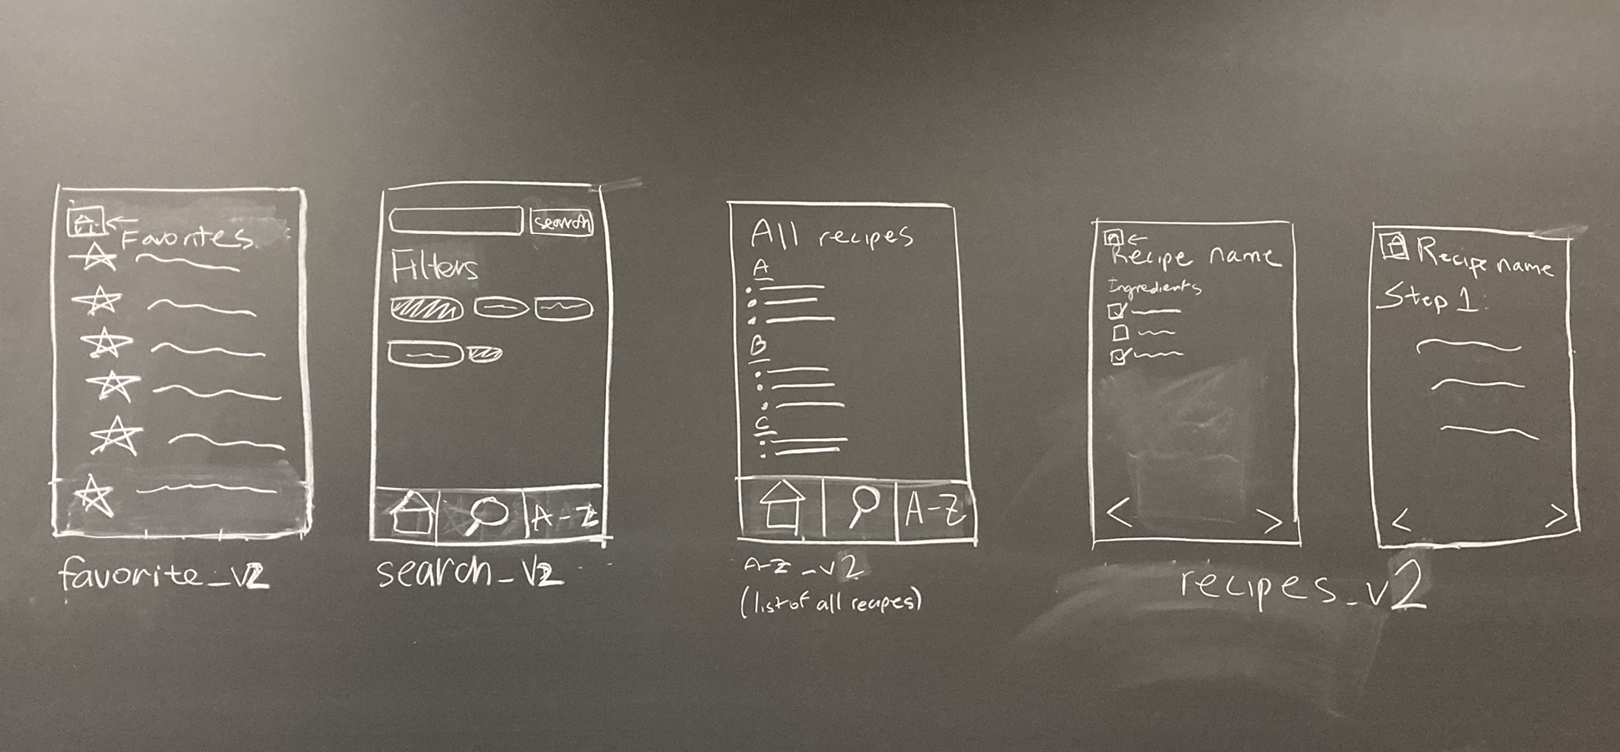 Favorites
favorite_v2
search
Filters
A-Z
search_v2
All recipes
A
B
C
A-Z
A-Z_v2
(list of all recipes)
Recipe name
Ingredients
<
>
Recipe name
Step 1:
<
>
recipes_v2